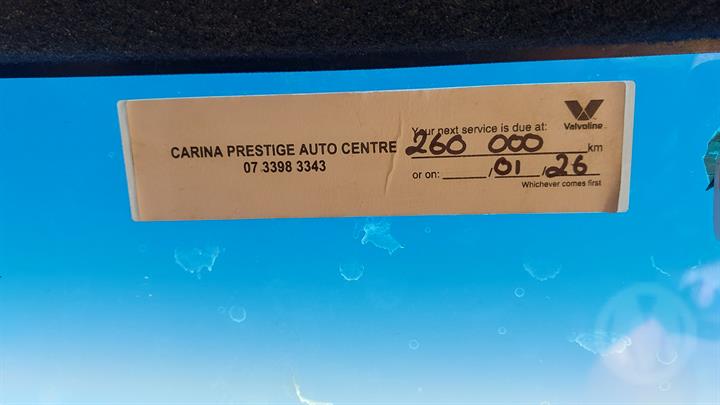 CARINA PRESTIGE AUTO CENTRE
07 3398 3343
Valvoline
Your next service is due at:
260 000 km
or on: ____/01/26
Whichever comes first